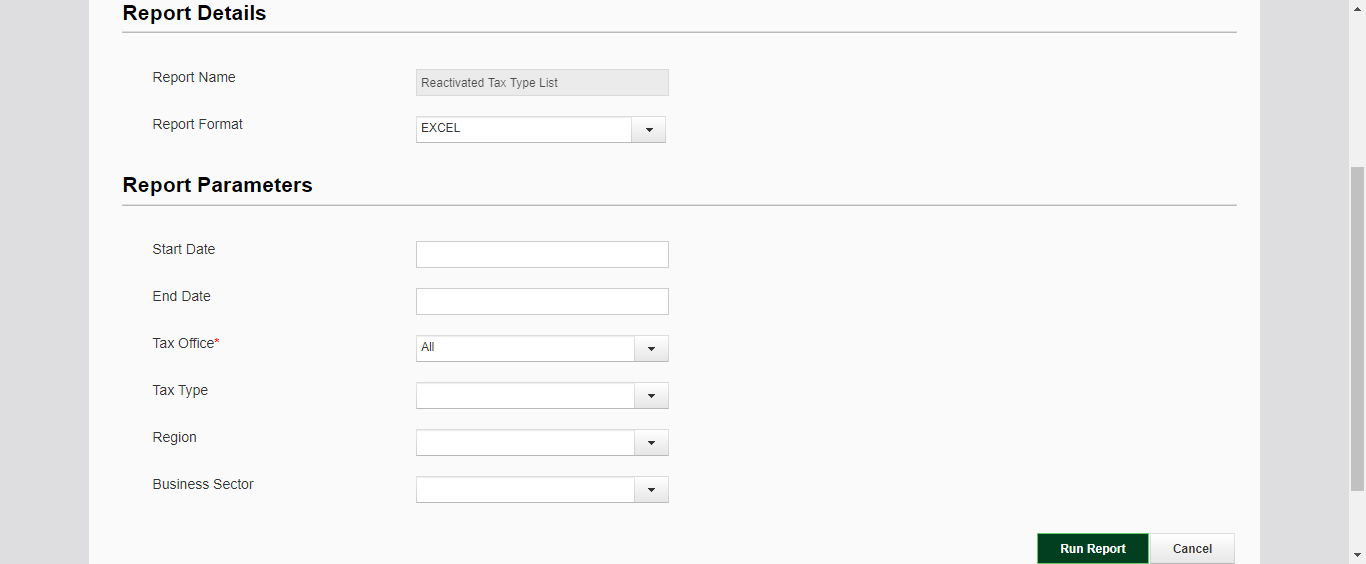 Report Details
Report Name
Reactivated Tax Type List
Report Format
EXCEL
Report Parameters
Start Date
End Date
Tax Office*
All
Tax Type
Region
Business Sector
Run Report
Cancel